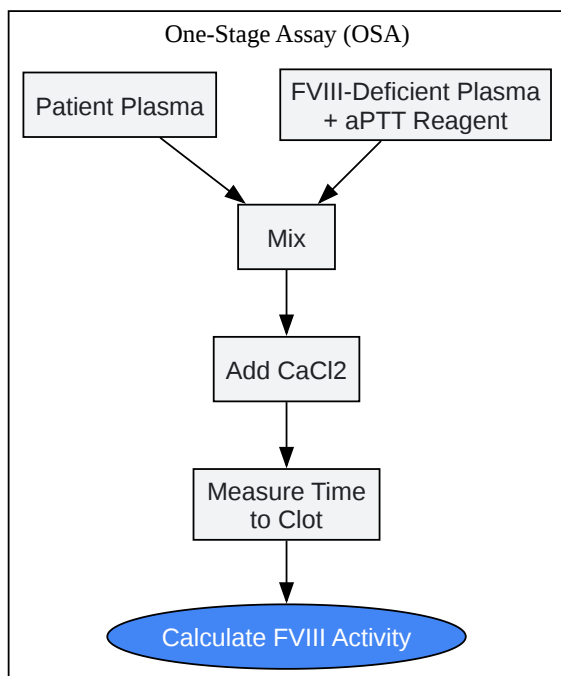 One-Stage Assay (OSA)
Patient Plasma
FVIII-Deficient Plasma
+ aPTT Reagent
Mix
Add CaCl2
Measure Time
to Clot
Calculate FVIII Activity